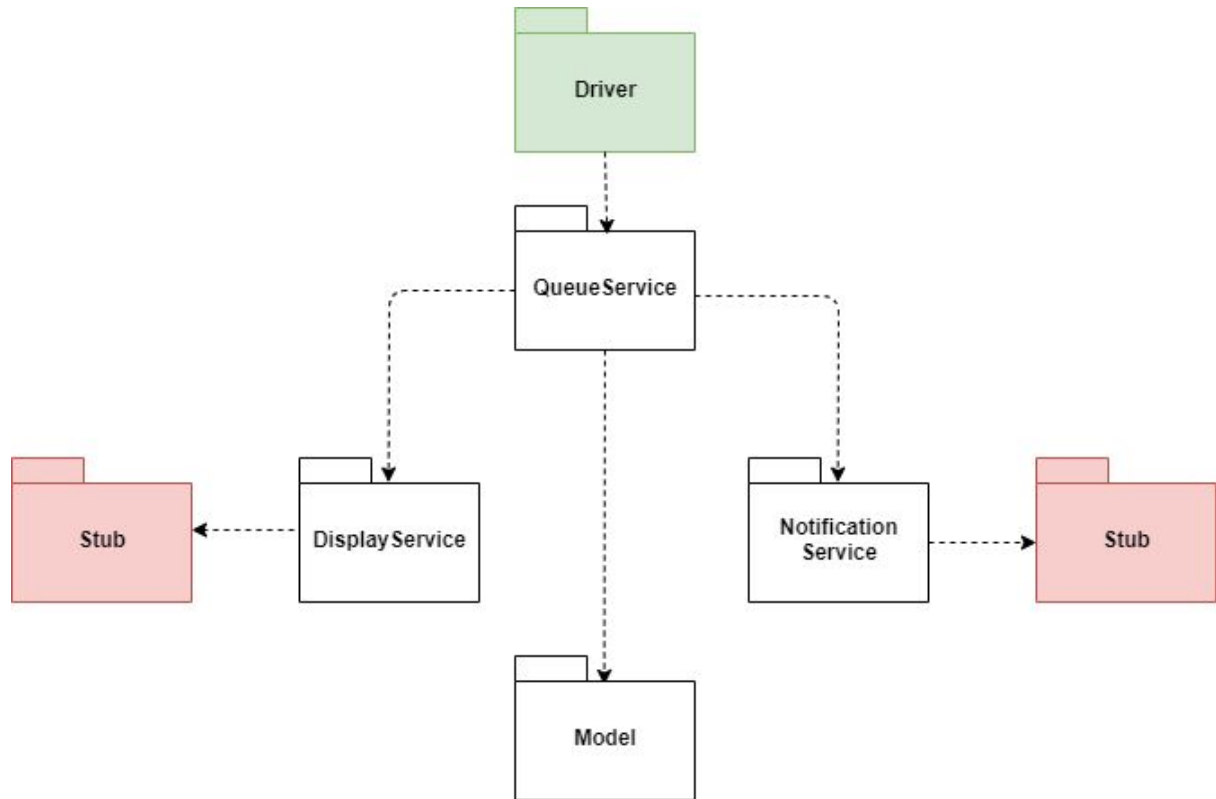 Driver
QueueService
Stub
DisplayService
Notification
Service
Stub
Model